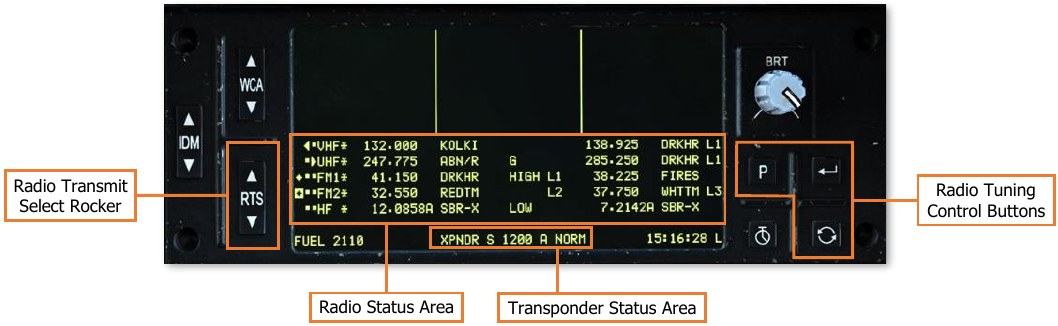 BRT
WCA
IDM
RTS
P
Radio Transmit
Select Rocker
VHF* 132.000 KOLKI 138.925 DRKHR L1
UHF* 247.775 ABN/R G 285.250 DRKHR L1
FM1* 41.150 DRKHR HIGH L1 38.225 FIRES
FM2* 32.550 REDTM L2 37.750 WHTTM L3
HF * 12.0858A SBR-X LOW 7.2142A SBR-X
FUEL 2110 XPNDR S 1200 A NORM 15:16:28 L
Radio Tuning
Control Buttons
Radio Status Area
Transponder Status Area